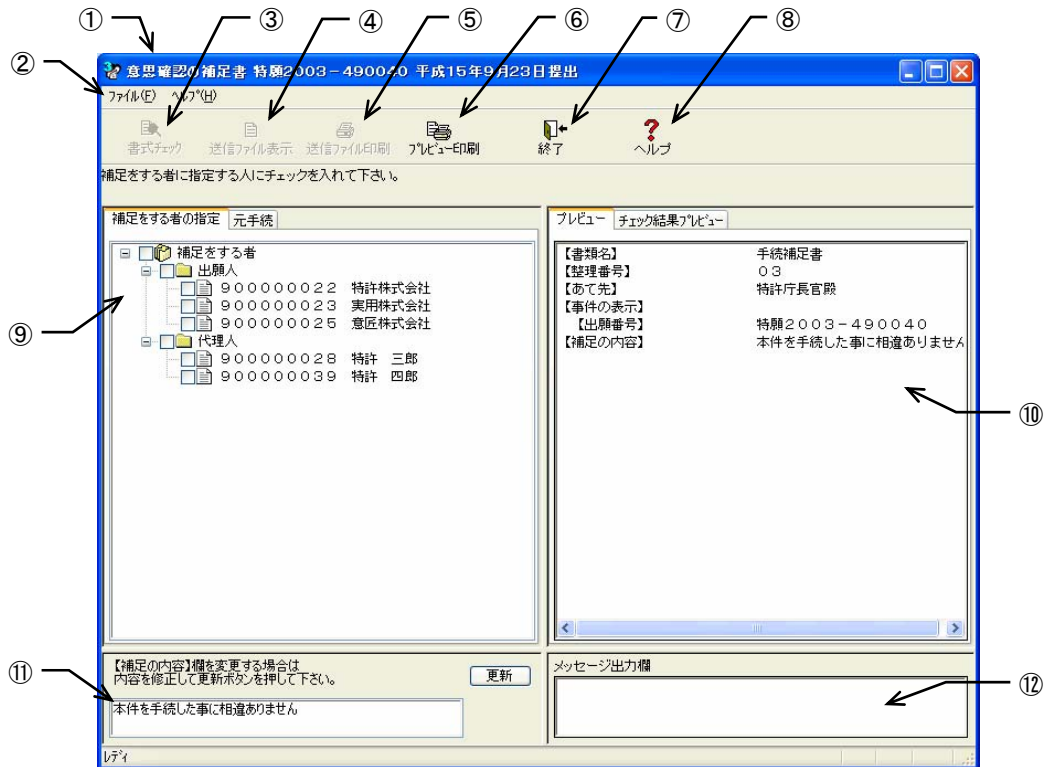 ① ③ ④ ⑤ ⑥ ⑦ ⑧
②
意思確認の補足書 特願2003-490040 平成15年9月23日提出
ファイル(F) ヘルプ(H)
書式チェック 送信ファイル表示 送信ファイル印刷 プレビュー印刷 終了 ヘルプ
補足をする者に指定する人にチェックを入れて下さい。
補足をする者の指定 元手続
補足をする者
出願人
900000022 特許株式会社
900000023 実用株式会社
900000025 意匠株式会社
代理人
900000028 特許 三郎
900000039 特許 四郎
⑨
プレビュー チェック結果プレビュー
【書類名】 手続補足書
【整理番号】 03
【あて先】 特許庁長官殿
【事件の表示】
【出願番号】 特願2003-490040
【補足の内容】 本件を手続した事に相違ありません
⑩
⑪
【補足の内容】欄を変更する場合は
内容を修正して更新ボタンを押して下さい。
更新
本件を手続した事に相違ありません
メッセージ出力欄
⑫
レディ